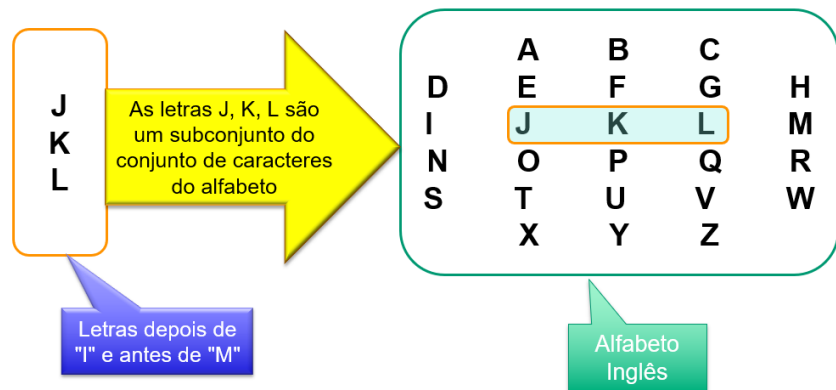 J
K
L
As letras J, K, L são
um subconjunto do
conjunto de caracteres
do alfabeto
A B C
D E F G H
I J K L M
N O P Q R
S T U V W
X Y Z
Letras depois de
"I" e antes de "M"
Alfabeto
Inglês